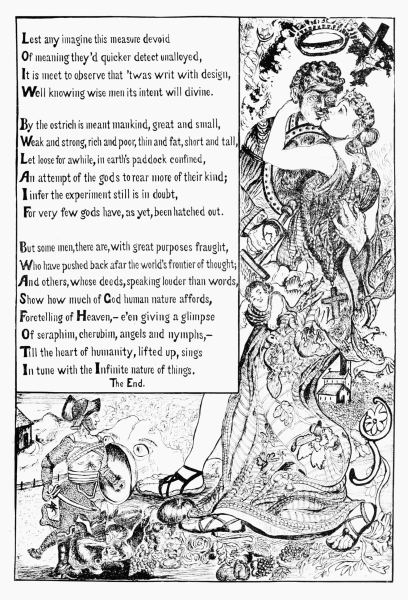 Lest any imagine this measure devoid
Of meaning they'd quicker detect unalloyed,
It is meet to observe that 'twas writ with design,
Well knowing wise men its intent will divine.
By the ostrich is meant mankind, great and small,
Weak and strong, rich and poor, thin and fat, short and tall,
Let loose for awhile, in earth's paddock confined,
An attempt of the gods to rear more of their kind;
I infer the experiment still is in doubt,
For very few gods have, as yet, been hatched out.
But some men, there are, with great purposes fraught,
Who have pushed back afar the world's frontier of thought;
And others, whose deeds, speaking louder than words,
Show how much of God human nature affords,
Foretelling of Heaven,—e'en giving a glimpse
Of seraphim, cherubim, angels and nymphs,—
Till the heart of humanity, lifted up, sings
In tune with the Infinite nature of things.
The End.